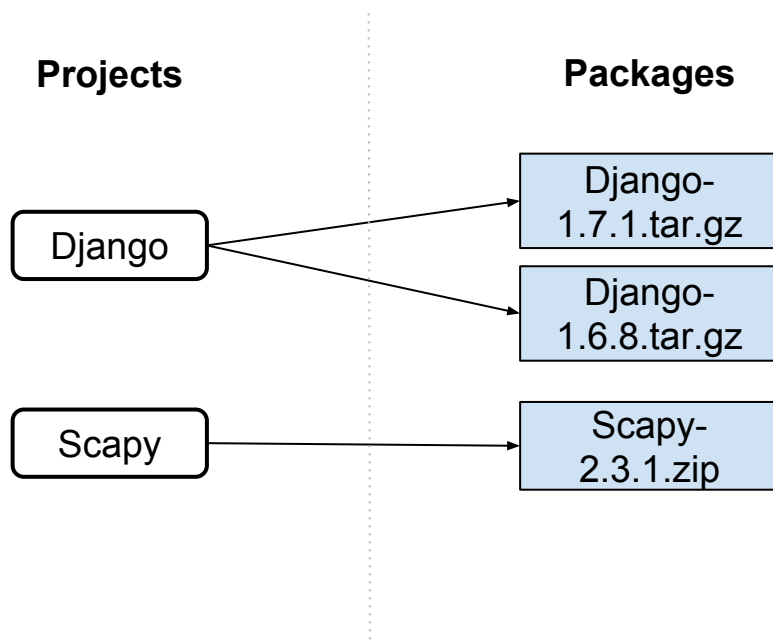 Projects
Packages
Django
Django-
1.7.1.tar.gz
Django-
1.6.8.tar.gz
Scapy
Scapy-
2.3.1.zip